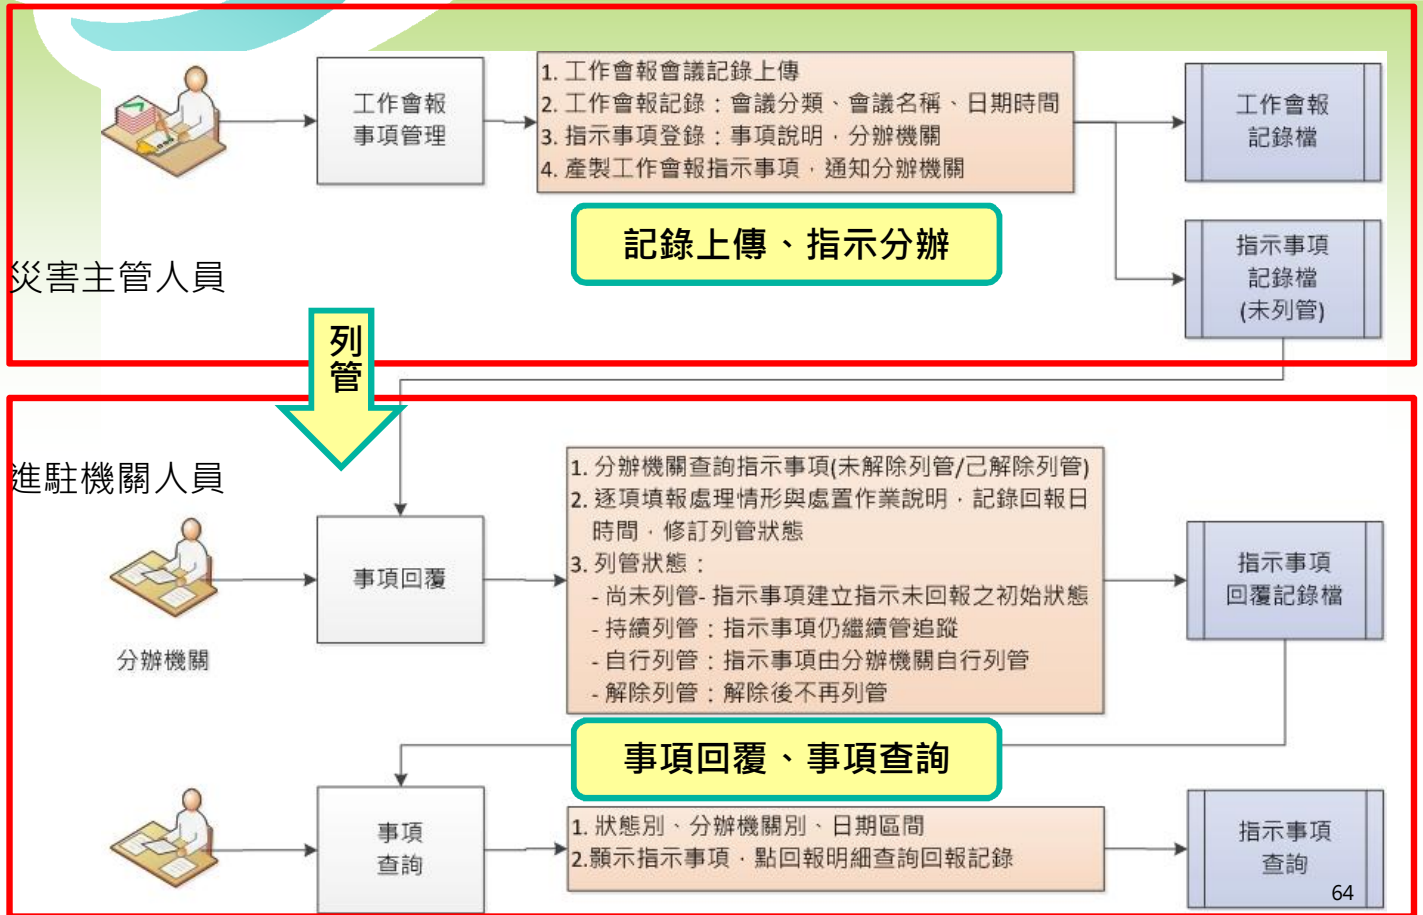 工作會報
事項管理
1. 工作會報會議記錄上傳
2. 工作會報記錄：會議分類、會議名稱、日期時間
3. 指示事項登錄：事項說明，分辦機關
4. 產製工作會報指示事項，通知分辦機關
工作會報
記錄檔
記錄上傳、指示分辦
指示事項
記錄檔
(未列管)
災害主管人員
列
管
進駐機關人員
分辦機關
事項回覆
1. 分辦機關查詢指示事項(未解除列管/己解除列管)
2. 逐項填報處理情形與處置作業說明，記錄回報日
時間，修訂列管狀態
3. 列管狀態：
- 尚未列管- 指示事項建立指示未回報之初始狀態
- 持續列管：指示事項仍繼續管追蹤
- 自行列管：指示事項由分辦機關自行列管
- 解除列管：解除後不再列管
指示事項
回覆記錄檔
事項回覆、事項查詢
事項
查詢
1. 狀態別、分辦機關別、日期區間
2.顯示指示事項，點回報明細查詢回報記錄
指示事項
查詢
64